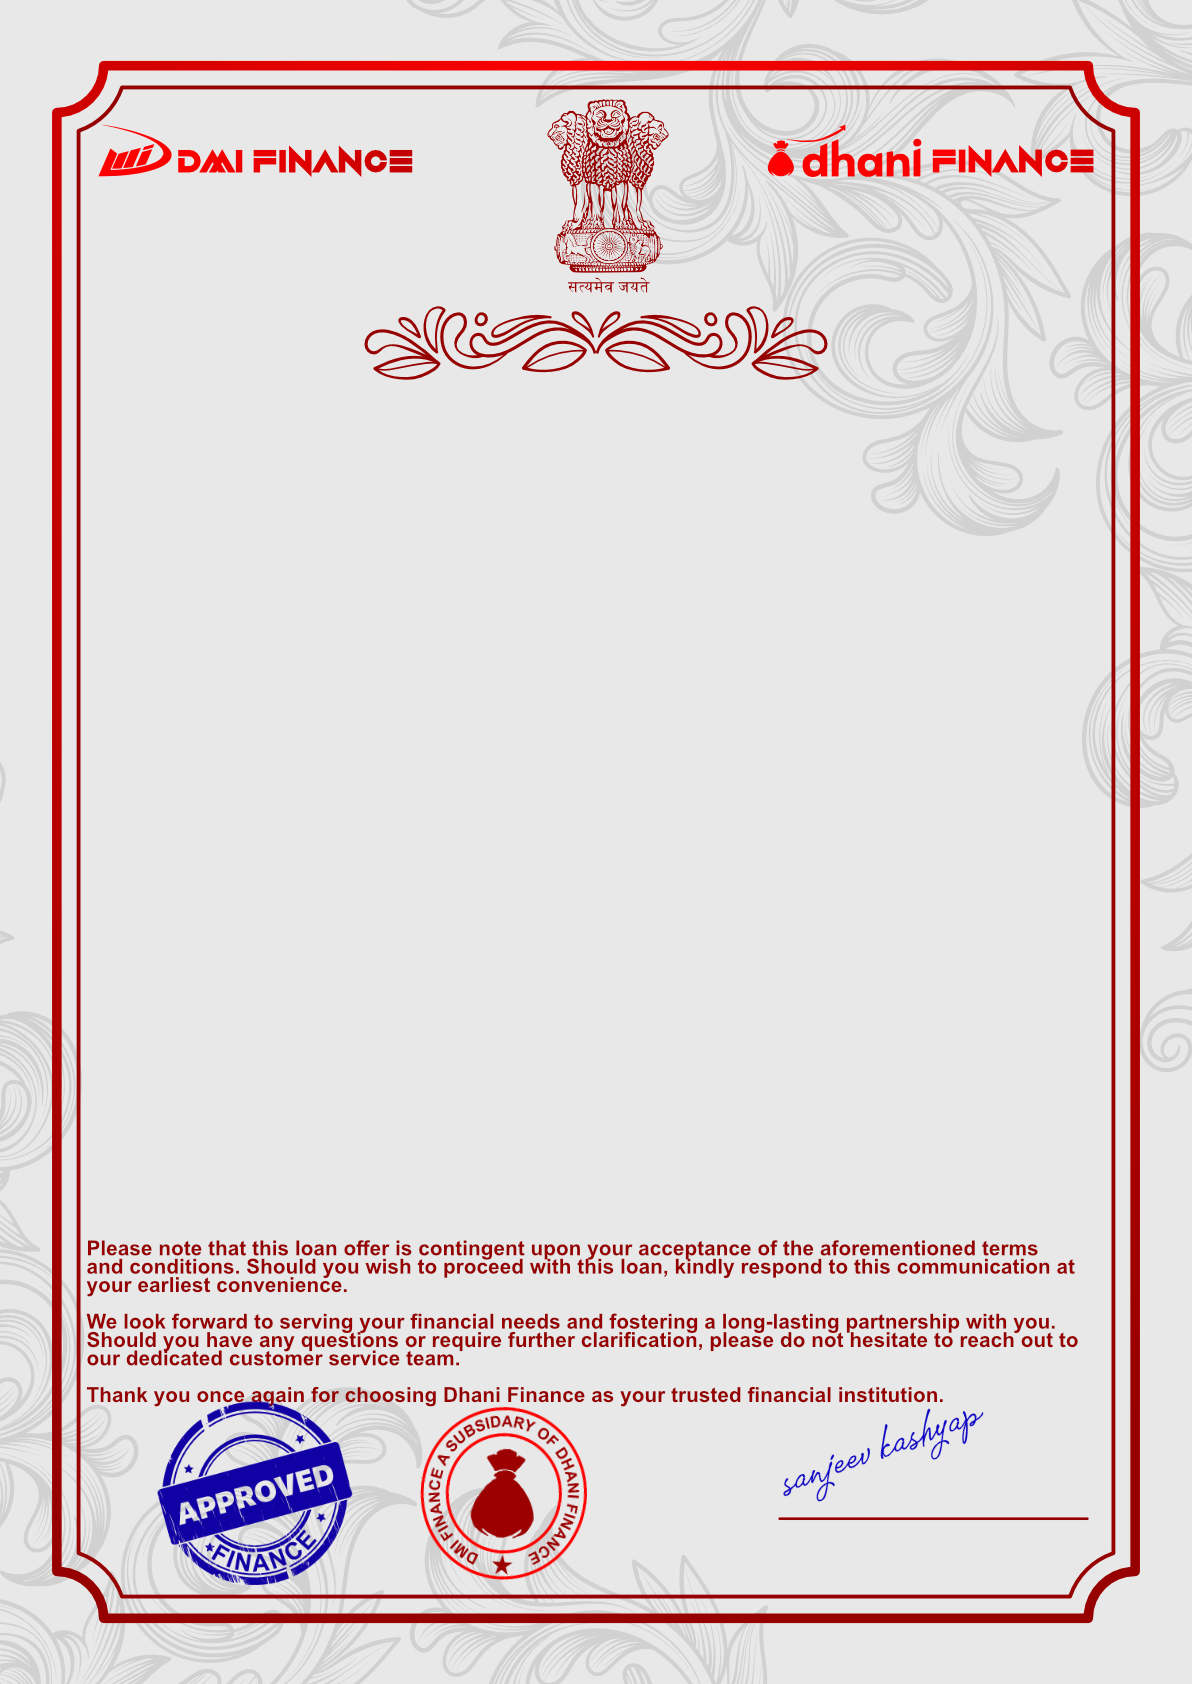 DMI FINANCE
dhani FINANCE
सत्यमेव जयते
Please note that this loan offer is contingent upon your acceptance of the aforementioned terms
and conditions. Should you wish to proceed with this loan, kindly respond to this communication at
your earliest convenience.
We look forward to serving your financial needs and fostering a long-lasting partnership with you.
Should you have any questions or require further clarification, please do not hesitate to reach out to
our dedicated customer service team.
Thank you once again for choosing Dhani Finance as your trusted financial institution.
APPROVED
FINANCE
DMI FINANCE A SUBSIDARY OF DHANI FINANCE
sanjeev kashyap